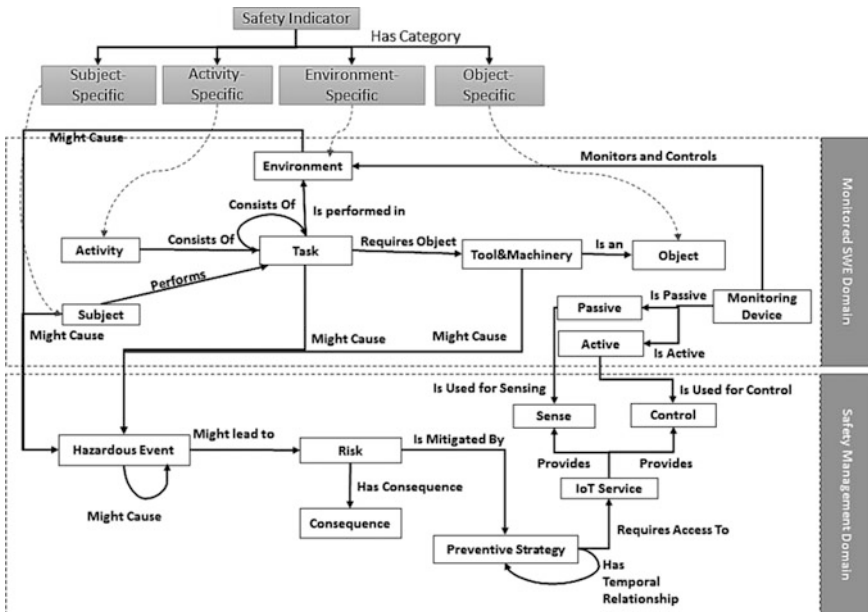 Safety Indicator
Has Category
Subject-
Specific
Activity-
Specific
Environment-
Specific
Object-
Specific
Might Cause
Environment
Monitors and Controls
Consists Of
Is performed in
Activity
Consists Of
Task
Requires Object
Tool&Machinery
Is an
Object
Performs
Subject
Might Cause
Might Cause
Might Cause
Passive
Is Passive
Monitoring
Device
Active
Is Active
Monitored SWE Domain
Is Used for Sensing
Is Used for Control
Sense
Control
Hazardous Event
Might lead to
Risk
Is Mitigated By
Provides
Provides
IoT Service
Might Cause
Has Consequence
Consequence
Requires Access To
Preventive Strategy
Has
Temporal
Relationship
Safety Management Domain